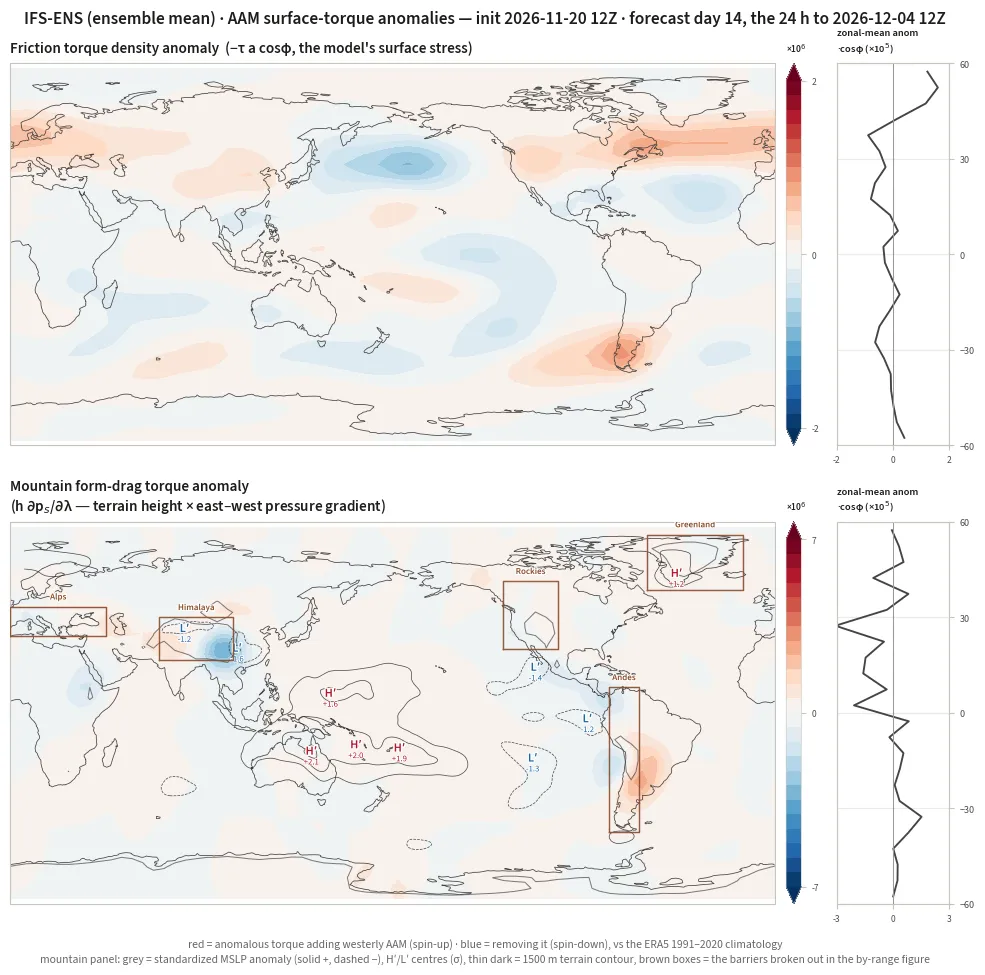 IFS-ENS (ensemble mean) · AAM surface-torque anomalies — init 2026-11-20 12Z · forecast day 14, the 24 h to 2026-12-04 12Z
Friction torque density anomaly (−τ a cosφ, the model's surface stress)
×10⁶
2
0
-2
zonal-mean anom
·cosφ (×10⁵)
60
30
0
−30
−60
-2
0
2
Mountain form-drag torque anomaly
(h ∂pₛ/∂λ — terrain height × east–west pressure gradient)
×10⁶
7
0
-7
zonal-mean anom
·cosφ (×10⁵)
60
30
0
−30
−60
-3
0
3
Greenland
H′
+1.2
Rockies
Alps
Himalaya
L′
-1.2
L′
L′
-1.4
Andes
H′
+1.6
L′
-1.2
H′
+2.1
H′
+2.0
H′
+1.9
L′
-1.3
red = anomalous torque adding westerly AAM (spin-up) · blue = removing it (spin-down), vs the ERA5 1991–2020 climatology
mountain panel: grey = standardized MSLP anomaly (solid +, dashed −), H′/L′ centres (σ), thin dark = 1500 m terrain contour, brown boxes = the barriers broken out in the by-range figure